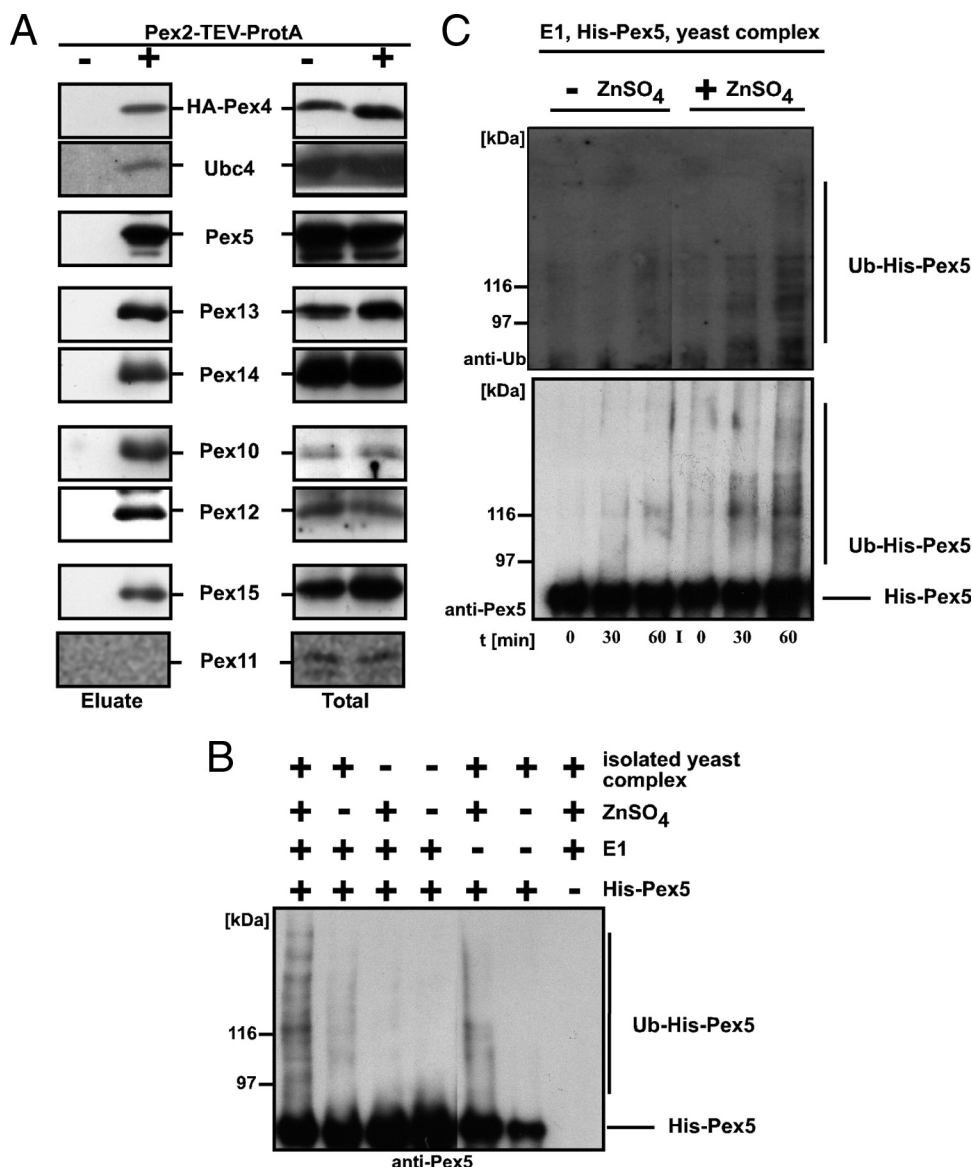 A
Pex2-TEV-ProtA
- + - +
HA-Pex4
Ubc4
Pex5
Pex13
Pex14
Pex10
Pex12
Pex15
Pex11
Eluate Total
C
E1, His-Pex5, yeast complex
- ZnSO4 + ZnSO4
[kDa]
116
97
anti-Ub
Ub-His-Pex5
[kDa]
116
97
anti-Pex5
Ub-His-Pex5
His-Pex5
t [min] 0 30 60 I 0 30 60
B
+ + - - + + + isolated yeast
complex
+ - + - + - + ZnSO4
+ + + + - - + E1
+ + + + + + - His-Pex5
[kDa]
116
97
Ub-His-Pex5
His-Pex5
anti-Pex5